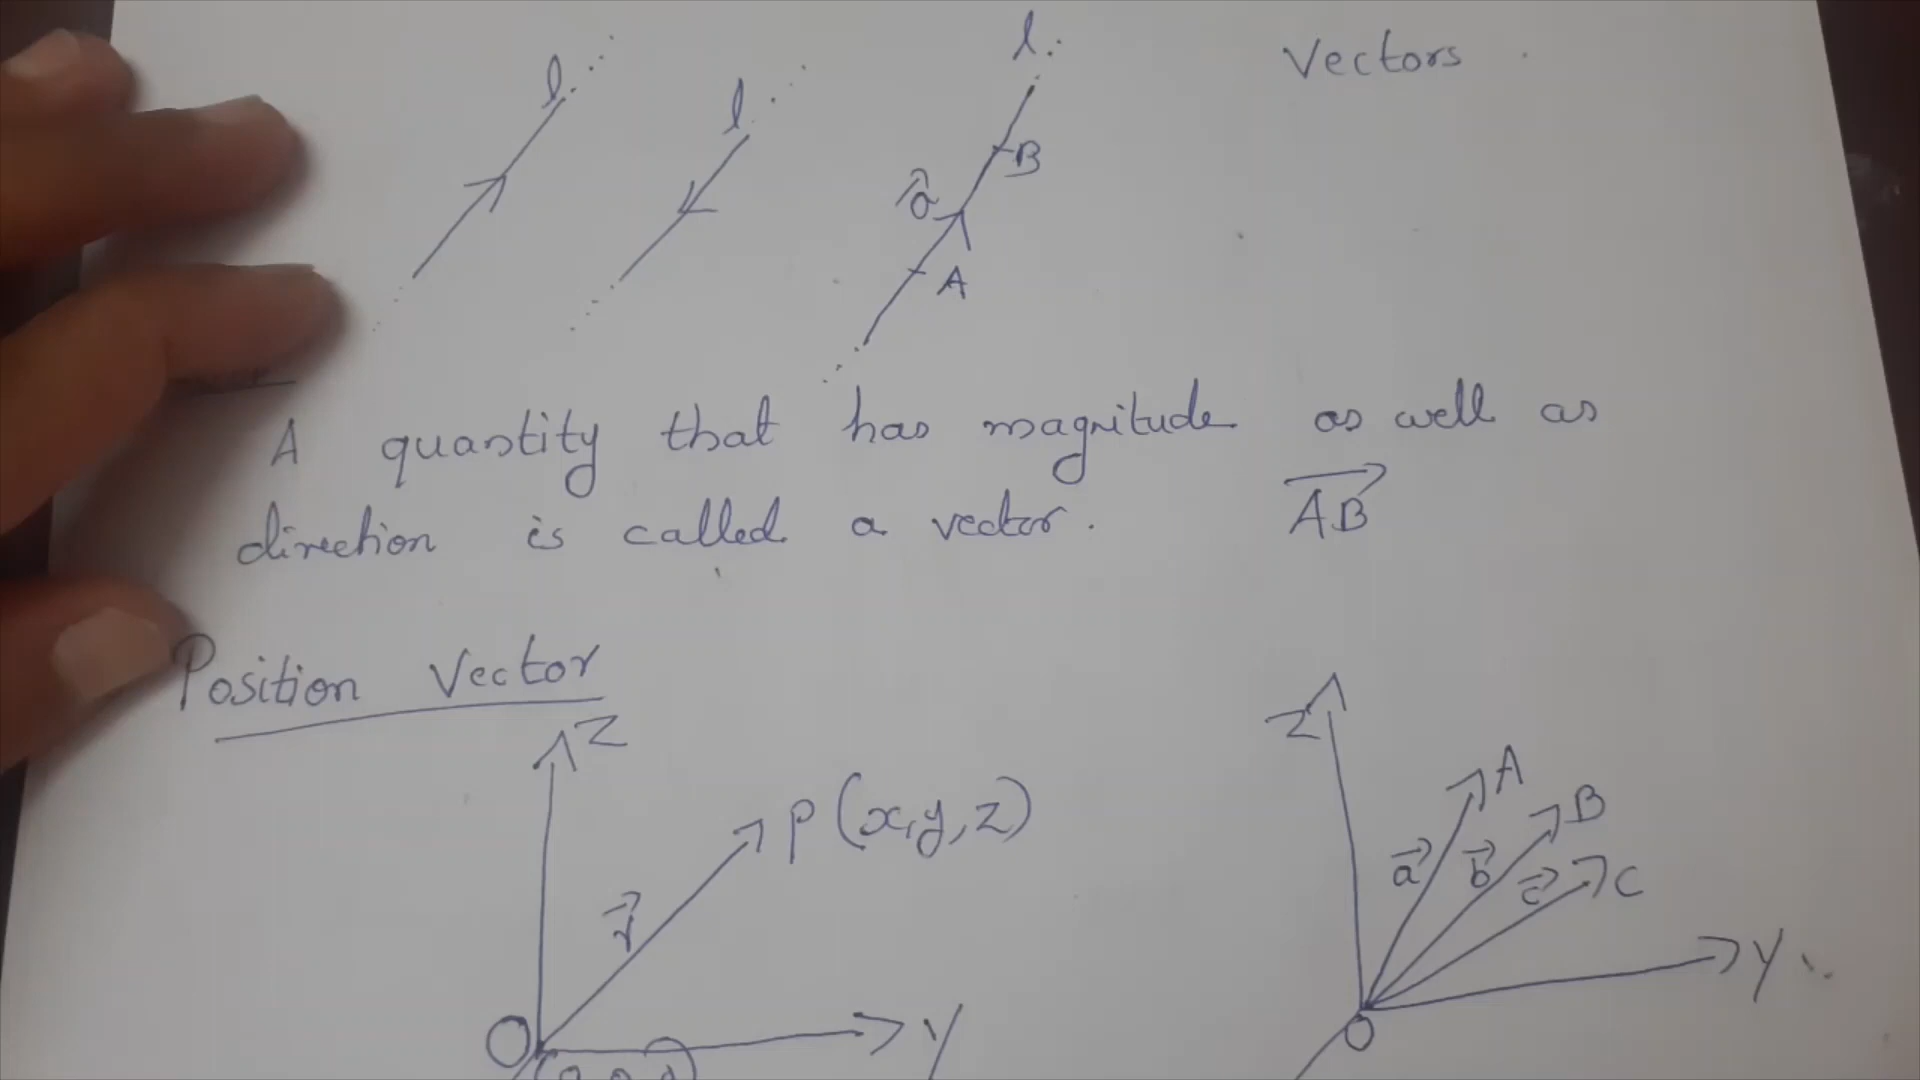 Vectors
l
l
l
B
a
A
A quantity that has magnitude as well as
direction is called a vector. AB
Position Vector
Z
P (x,y,z)
r
O
Y
Z
A
B
C
a
b
c
Y
O